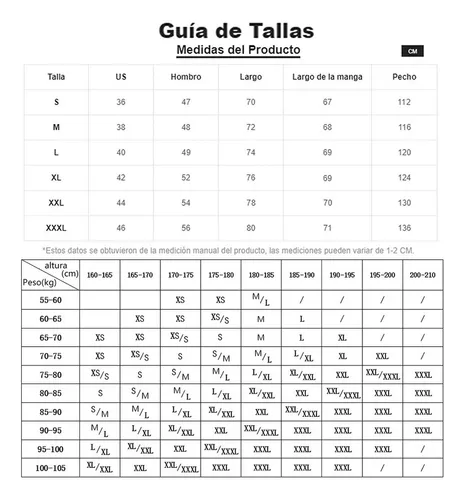 Guía de Tallas
Medidas del Producto
CM
Talla US Hombro Largo Largo de la manga Pecho
S 36 47 70 67 112
M 38 48 72 68 116
L 40 49 74 69 120
XL 42 52 76 69 124
XXL 44 54 78 70 130
XXXL 46 56 80 71 136
*Estos datos se obtuvieron de la medición manual del producto, las mediciones pueden variar de 1-2 CM.
altura (cm) Peso(kg) 160-165 165-170 170-175 175-180 180-185 185-190 190-195 195-200 200-210
55-60 XS XS M/L / / / /
60-65 XS XS XS/S M L / / /
65-70 XS XS XS/S S M L XL / /
70-75 XS XS/S S S/M M/L L/XL XL XXL /
75-80 XS/S S S/M M/L L/XL XL/XXL XXL XXL/XXXL XXL/XXXL
80-85 S S/M M/L L/XL XL/XXL XXL XXL/XXXL XXXL XXXL
85-90 S/M M/L L/XL XL/XXL XXL XXL/XXXL XXXL XXXL XXXL
90-95 M/L L/XL XL/XXL XXL XXL/XXXL XXXL XXXL XXXL XXXL
95-100 L/XL XL/XXL XXL XXL/XXXL XXXL XXXL XXXL XXXL /
100-105 XL/XXL XXL XXL/XXXL XXXL XXXL XXXL XXXL / /